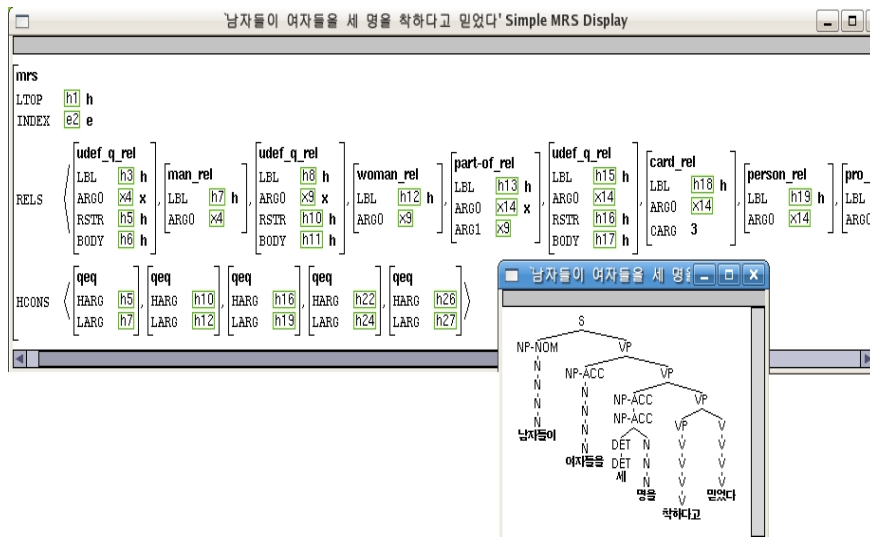 '남자들이 여자들을 세 명을 착하다고 믿었다' Simple MRS Display
mrs
LTOP h1 h
INDEX e2 e
RELS
udef_q_rel
LBL h3 h
ARG0 x4 x
RSTR h5 h
BODY h6 h
man_rel
LBL h7 h
ARG0 x4
udef_q_rel
LBL h8 h
ARG0 x9 x
RSTR h10 h
BODY h11 h
woman_rel
LBL h12 h
ARG0 x9
part-of_rel
LBL h13 h
ARG0 x14 x
ARG1 x9
udef_q_rel
LBL h15 h
ARG0 x14
RSTR h16 h
BODY h17 h
card_rel
LBL h18 h
ARG0 x14
CARG 3
person_rel
LBL h19 h
ARG0 x14
pro_
LBL
ARG0
HCONS
qeq
HARG h5
LARG h7
qeq
HARG h10
LARG h12
qeq
HARG h16
LARG h19
qeq
HARG h22
LARG h24
qeq
HARG h26
LARG h27
'남자들이 여자들을 세 명을
S
NP-NOM VP
N NP-ACC VP
N N NP-ACC VP
N N NP-ACC VP V
N N DET N V V
남자들이 N DET N V V
여자들을 세 N V V
명을 V 믿었다
착하다고